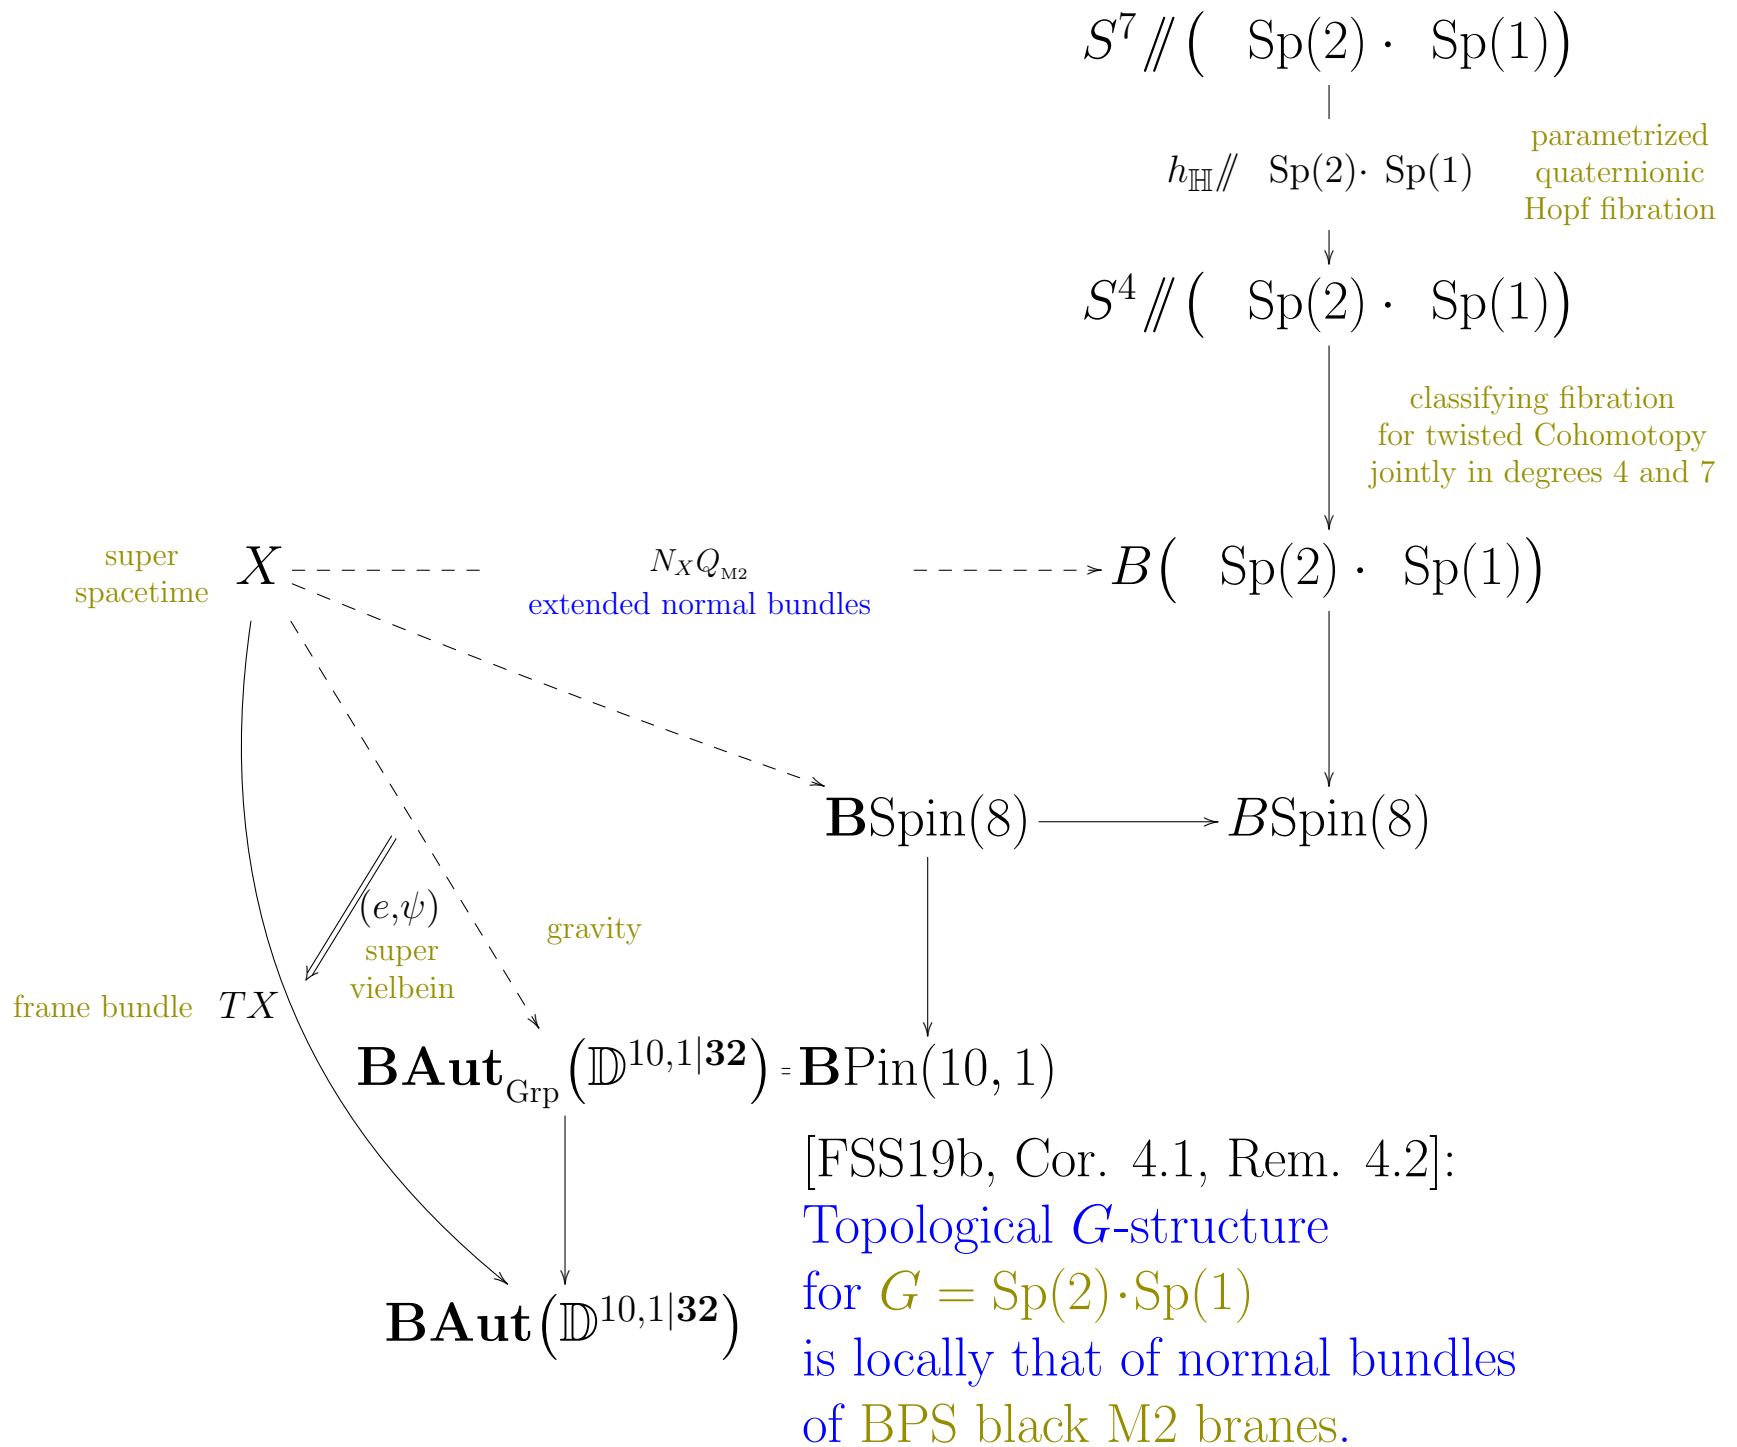 S⁷ ⫽ ( Sp(2) · Sp(1))
h_ℍ ⫽ Sp(2)· Sp(1)
parametrized
quaternionic
Hopf fibration
S⁴ ⫽ ( Sp(2) · Sp(1))
classifying fibration
for twisted Cohomotopy
jointly in degrees 4 and 7
super
spacetime
X
N_X Q_M2
extended normal bundles
B( Sp(2) · Sp(1))
𝐁Spin(8)
BSpin(8)
(e,ψ)
super
vielbein
gravity
frame bundle
TX
𝐁𝐀𝐮𝐭_Grp(𝔻^{10,1|𝟑𝟐}) = 𝐁Pin(10, 1)
[FSS19b, Cor. 4.1, Rem. 4.2]:
Topological G-structure
for G = Sp(2)·Sp(1)
is locally that of normal bundles
of BPS black M2 branes.
𝐁𝐀𝐮𝐭(𝔻^{10,1|𝟑𝟐})